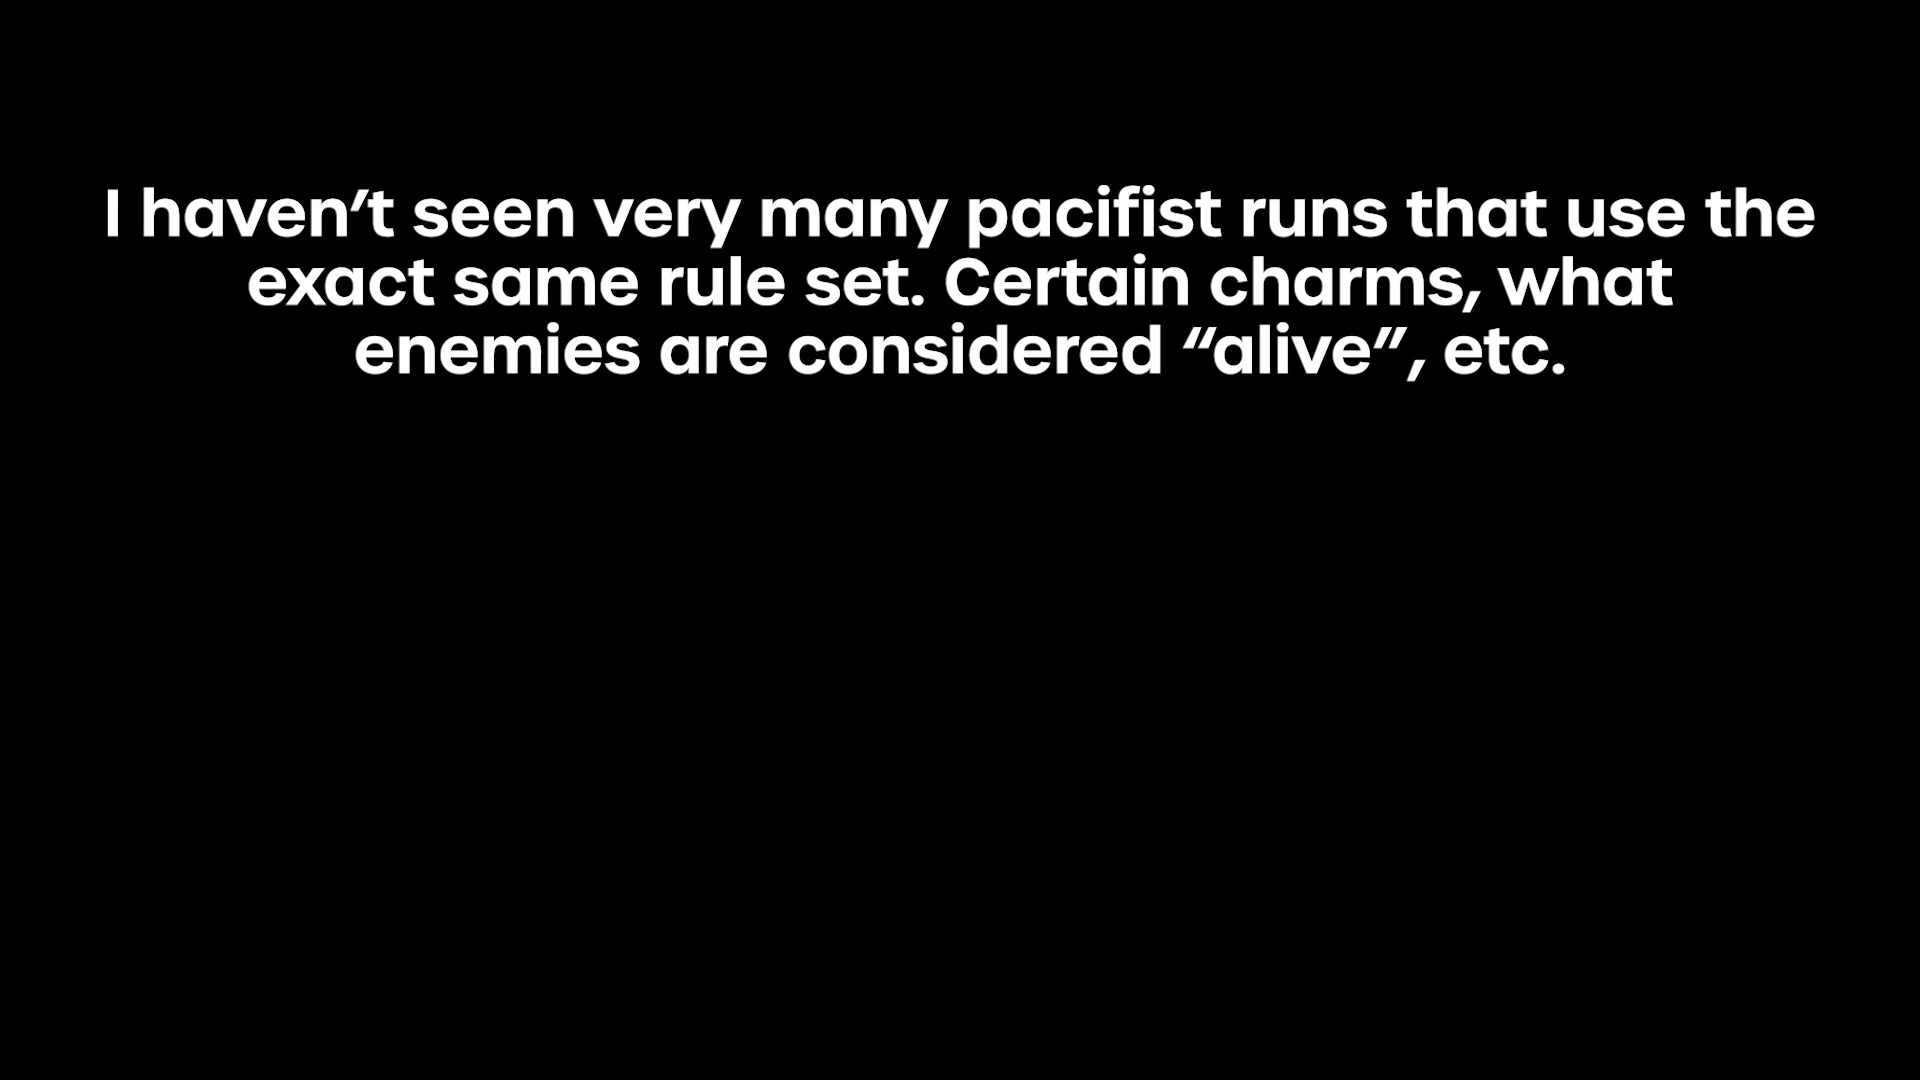 I haven’t seen very many pacifist runs that use the
exact same rule set. Certain charms, what
enemies are considered “alive”, etc.